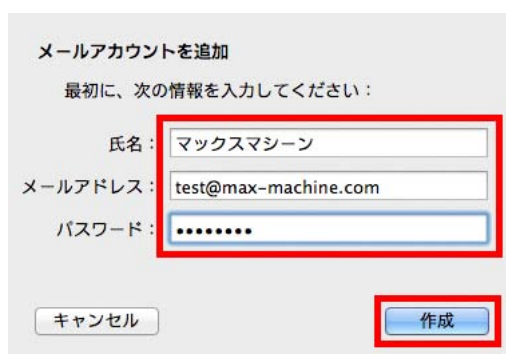 メールアカウントを追加
最初に、次の情報を入力してください：
氏名： マックスマシーン
メールアドレス： test@max-machine.com
パスワード： ••••••••
キャンセル 作成